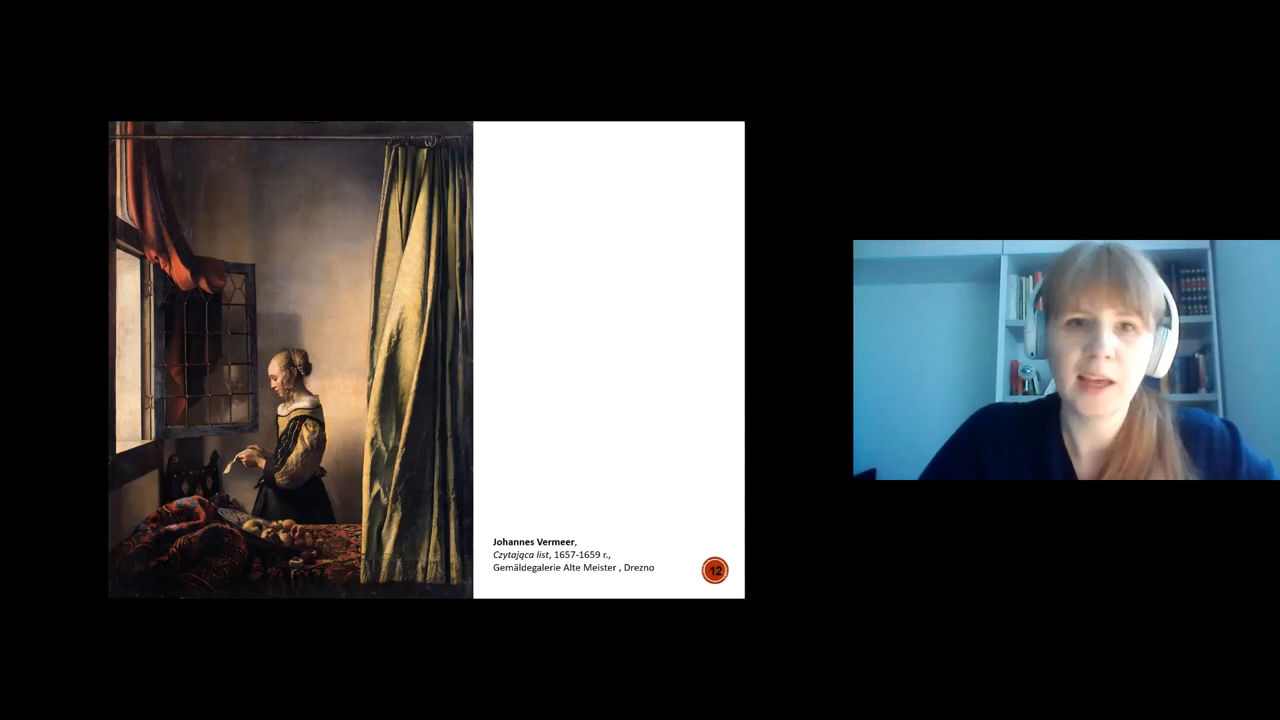 Johannes Vermeer,
Czytająca list, 1657-1659 r.,
Gemäldegalerie Alte Meister , Drezno
12